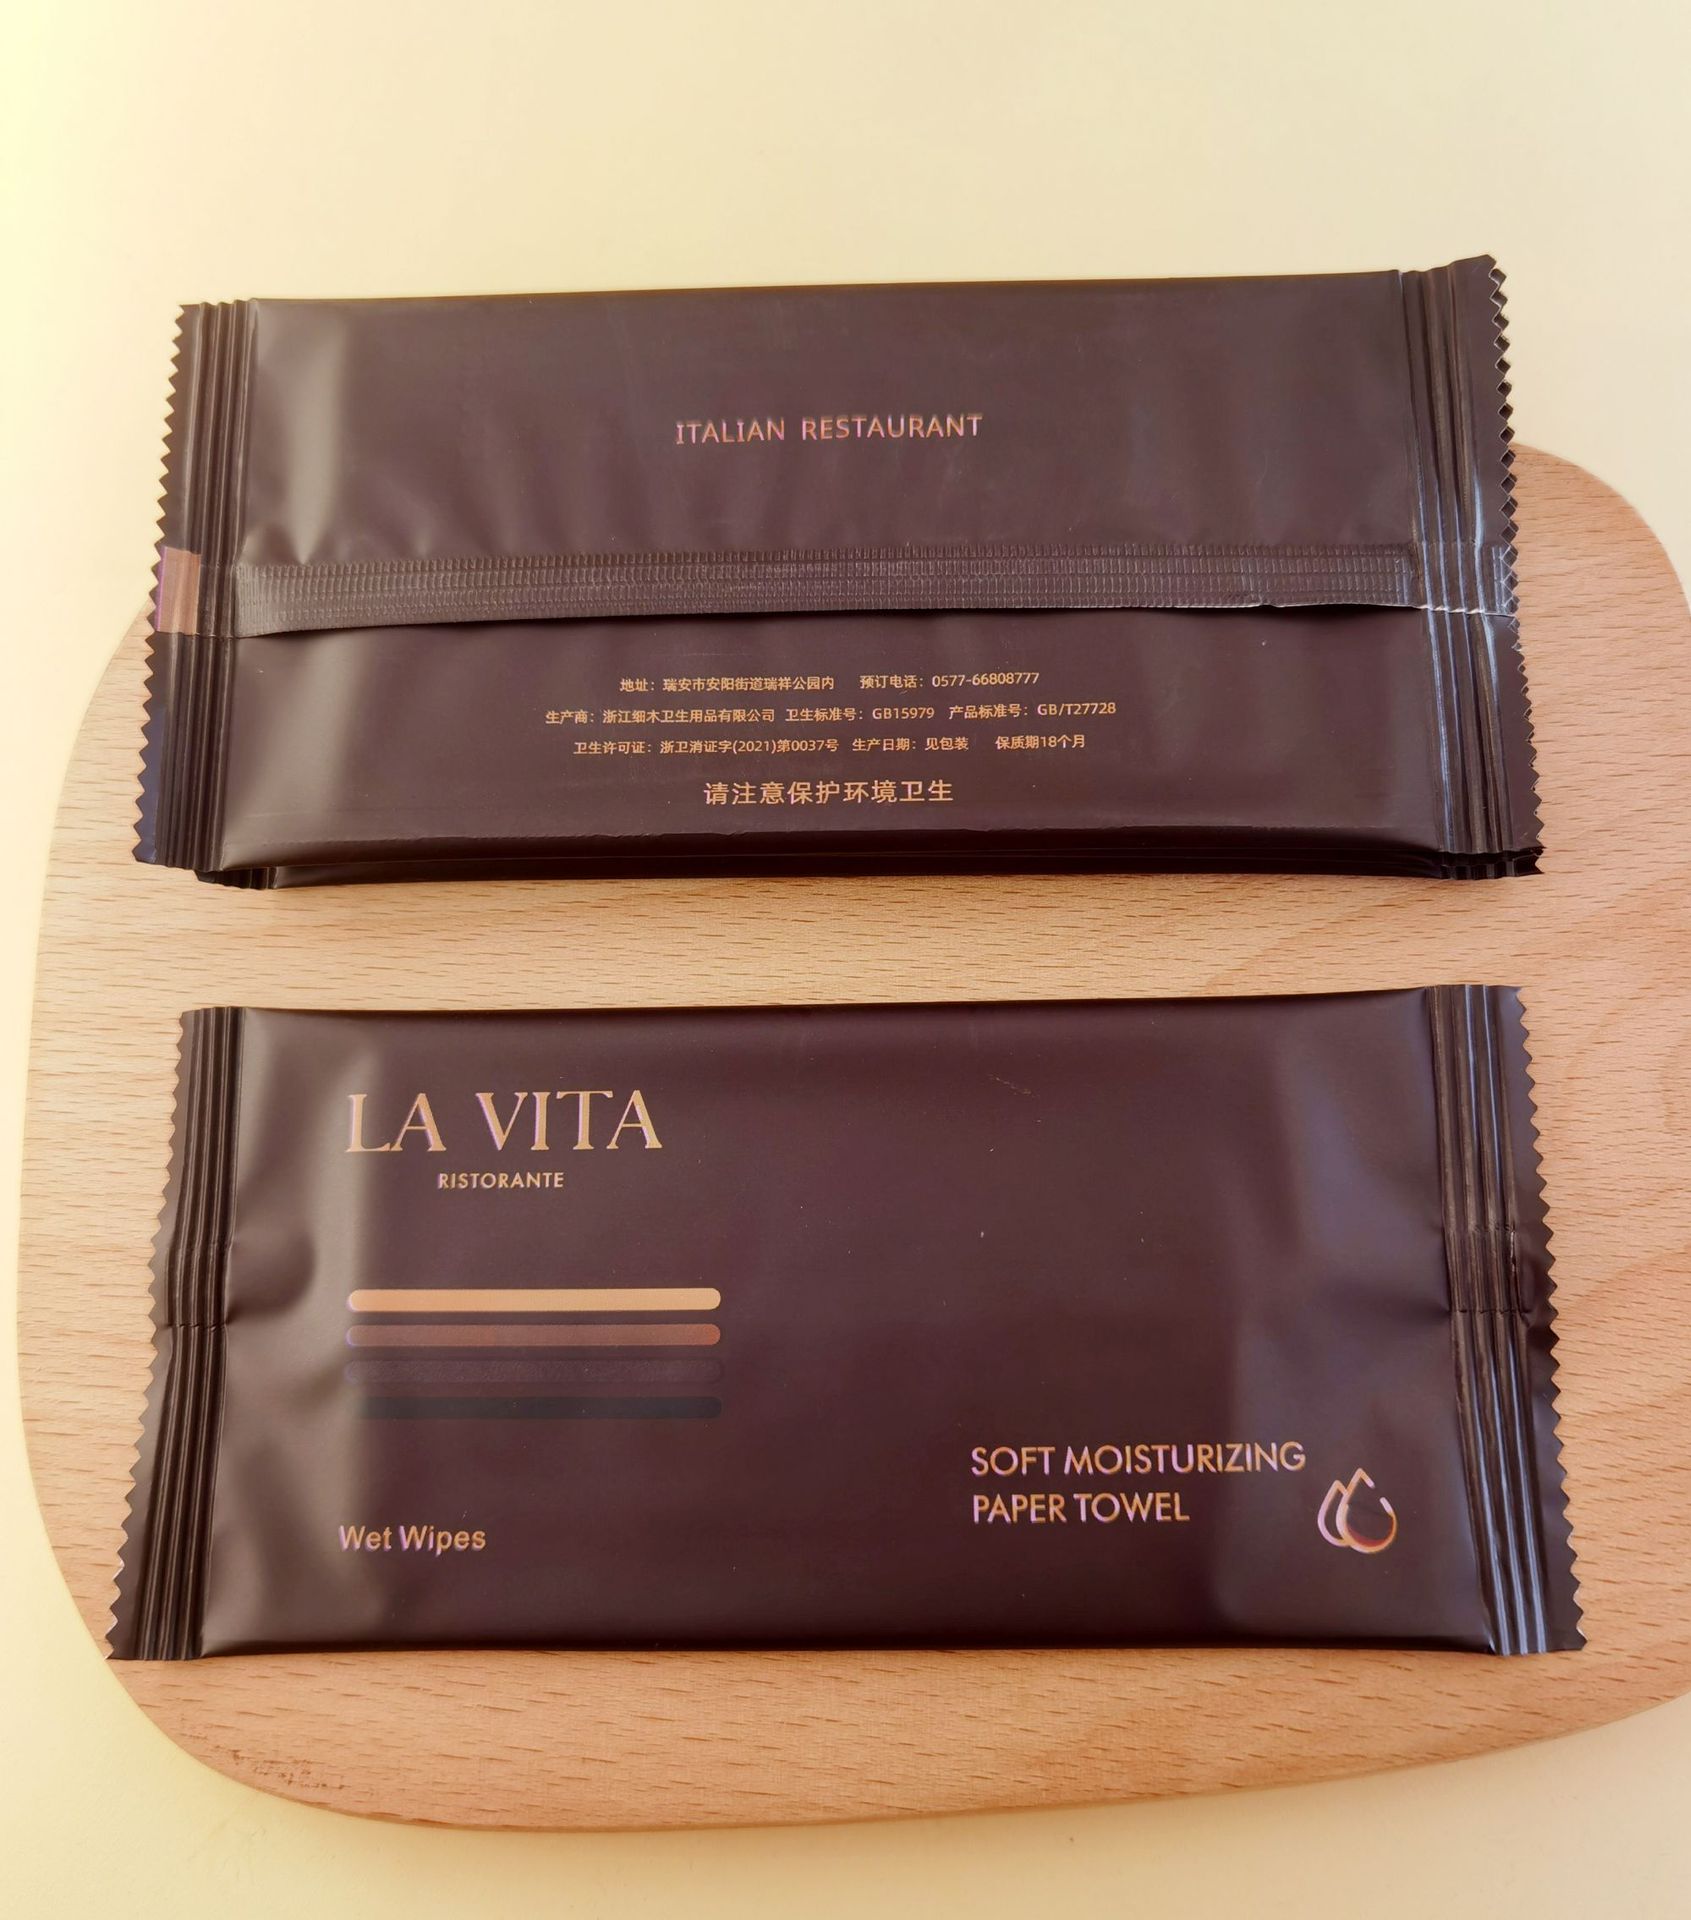 ITALIAN RESTAURANT
地址：瑞安市安阳街道瑞祥公园内 预订电话：0577-66808777
生产商：浙江细木卫生用品有限公司 卫生标准号：GB15979 产品标准号：GB/T27728
卫生许可证：浙卫消证字(2021)第0037号 生产日期：见包装 保质期18个月
请注意保护环境卫生
LA VITA
RISTORANTE
Wet Wipes
SOFT MOISTURIZING
PAPER TOWEL